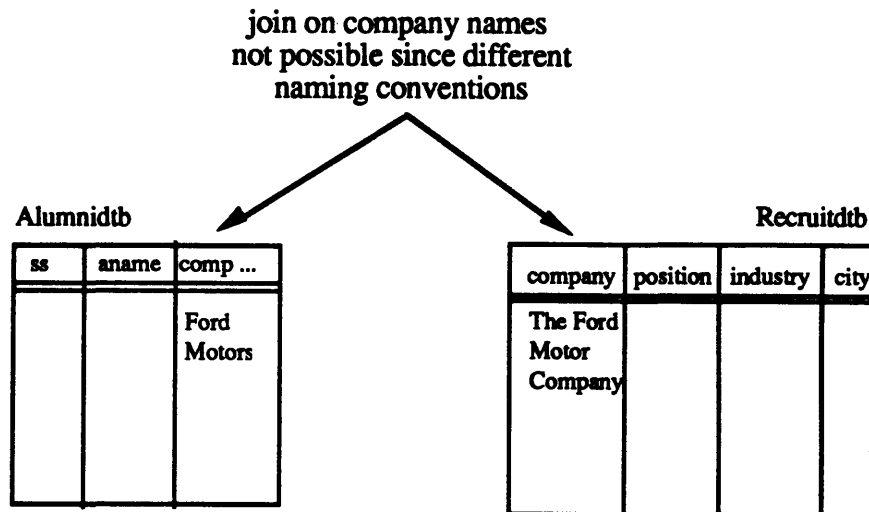 join on company names
not possible since different
naming conventions
Alumnidtb
Recruitdtb
ss aname comp ...
company position industry city
Ford
Motors
The Ford
Motor
Company